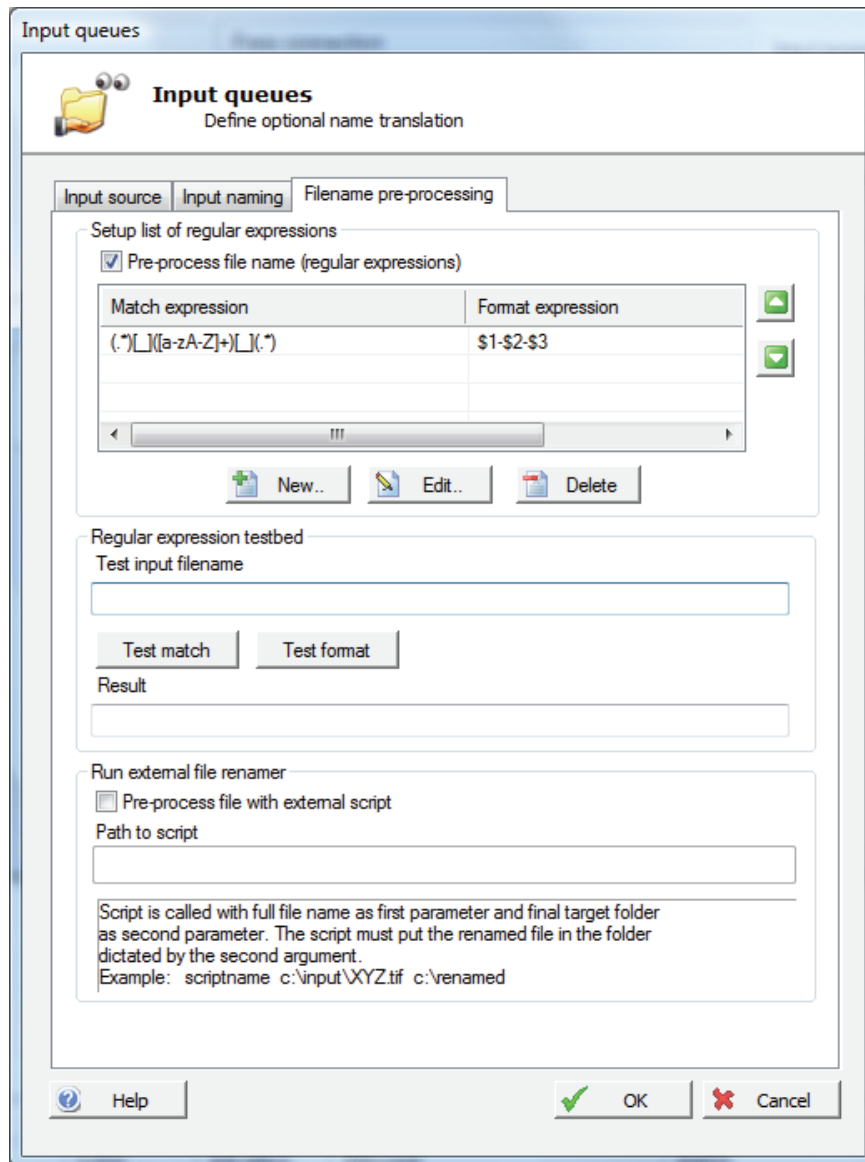 Input queues
Input queues
Define optional name translation
Input source Input naming Filename pre-processing
Setup list of regular expressions
Pre-process file name (regular expressions)
Match expression Format expression
(.*)[_]([a-zA-Z]+)[_](.*) $1-$2-$3
New.. Edit.. Delete
Regular expression testbed
Test input filename
Test match Test format
Result
Run external file renamer
Pre-process file with external script
Path to script
Script is called with full file name as first parameter and final target folder
as second parameter. The script must put the renamed file in the folder
dictated by the second argument.
Example: scriptname c:\input\XYZ.tif c:\renamed
Help OK Cancel